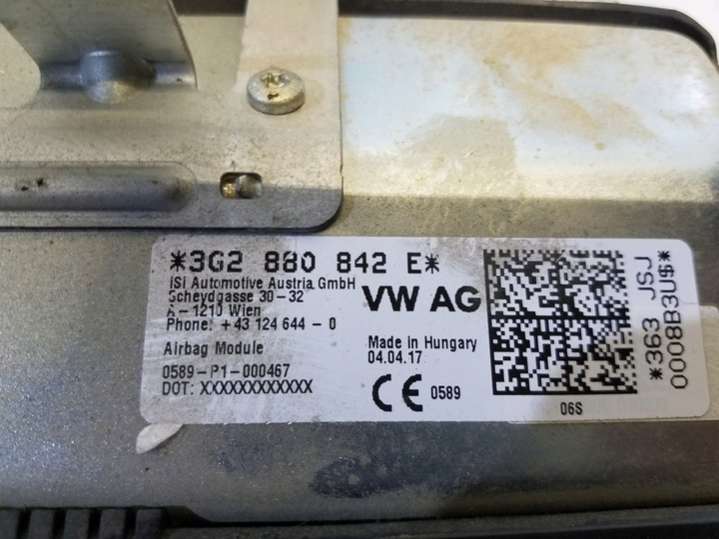 *3G2 880 842 E*
iSi Automotive Austria GmbH
Scheydgasse 30-32
A-1210 Wien
Phone: +43 124 644 - 0
Airbag Module
0589-P1-000467
DOT: XXXXXXXXXXXX
VW AG
Made in Hungary
04.04.17
CE 0589
06S
*363 JSJ
0008B3U$*